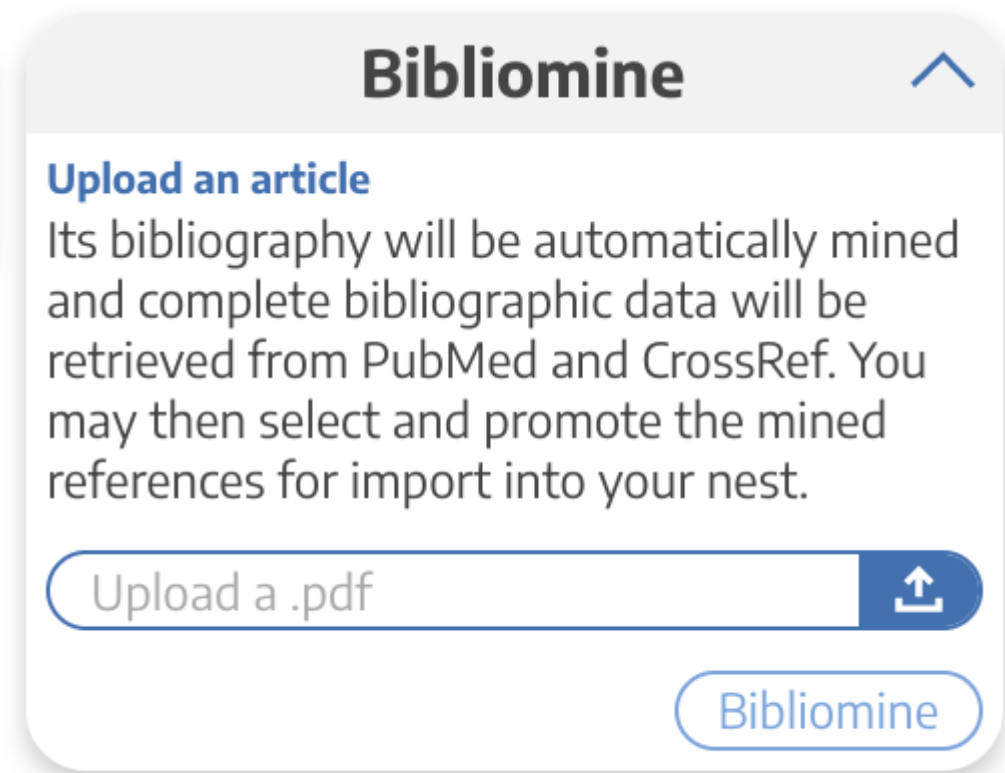 Bibliomine
Upload an article
Its bibliography will be automatically mined
and complete bibliographic data will be
retrieved from PubMed and CrossRef. You
may then select and promote the mined
references for import into your nest.
Upload a .pdf
Bibliomine